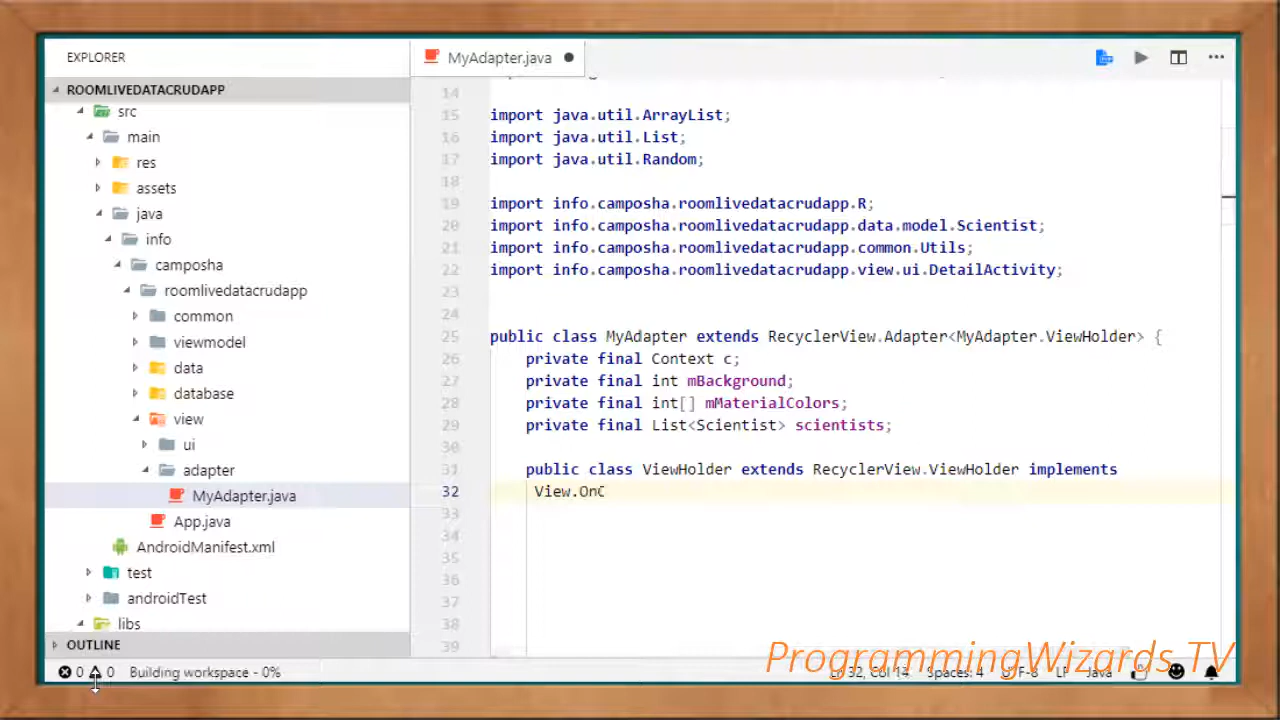 EXPLORER
ROOMLIVEDATACRUDAPP
src
main
res
assets
java
info
camposha
roomlivedatacrudapp
common
viewmodel
data
database
view
ui
adapter
MyAdapter.java
App.java
AndroidManifest.xml
test
androidTest
libs
OUTLINE
MyAdapter.java
14
15 import java.util.ArrayList;
16 import java.util.List;
17 import java.util.Random;
18
19 import info.camposha.roomlivedatacrudapp.R;
20 import info.camposha.roomlivedatacrudapp.data.model.Scientist;
21 import info.camposha.roomlivedatacrudapp.common.Utils;
22 import info.camposha.roomlivedatacrudapp.view.ui.DetailActivity;
23
24
25 public class MyAdapter extends RecyclerView.Adapter<MyAdapter.ViewHolder> {
26 private final Context c;
27 private final int mBackground;
28 private final int[] mMaterialColors;
29 private final List<Scientist> scientists;
30
31 public class ViewHolder extends RecyclerView.ViewHolder implements
32 View.OnC
33
34
35
36
37
38
39
ProgrammingWizards TV
0 0 Building workspace - 0% Ln 32, Col 14 Spaces: 4 UTF-8 LF Java